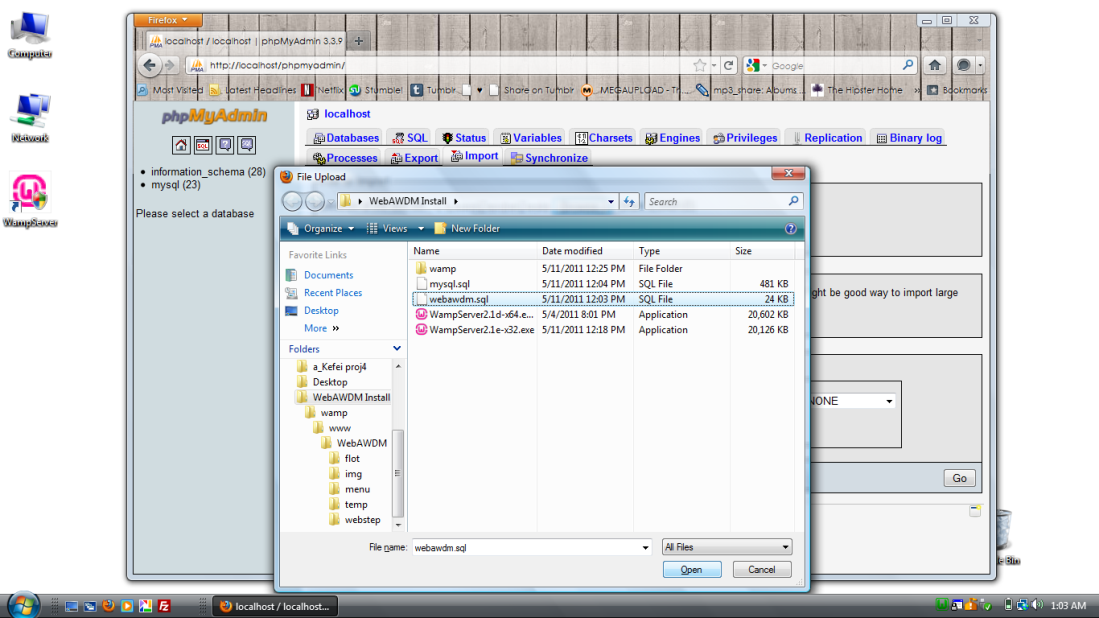 Computer
Network
WampServer
Firefox
localhost / localhost | phpMyAdmin 3.3.9
http://localhost/phpmyadmin/
Google
Most Visited Latest Headlines Netflix Stumble! Tumblr ♥ Share on Tumblr MEGAUPLOAD - Tr... mp3_share: Albums... The Hipster Home » Bookmarks
phpMyAdmin
information_schema (28)
mysql (23)
Please select a database
localhost
Databases SQL Status Variables Charsets Engines Privileges Replication Binary log
Processes Export Import Synchronize
File Upload
WebAWDM Install
Search
Organize Views New Folder
Favorite Links
Documents
Recent Places
Desktop
More »
Folders
a_Kefei proj4
Desktop
WebAWDM Install
wamp
www
WebAWDM
flot
img
menu
temp
webstep
Name Date modified Type Size
wamp 5/11/2011 12:25 PM File Folder
mysql.sql 5/11/2011 12:04 PM SQL File 481 KB
webawdm.sql 5/11/2011 12:03 PM SQL File 24 KB
WampServer2.1d-x64.e... 5/4/2011 8:01 PM Application 20,602 KB
WampServer2.1e-x32.exe 5/11/2011 12:18 PM Application 20,126 KB
File name: webawdm.sql All Files
Open Cancel
ght be good way to import large
NONE
Go
le Bin
localhost / localhost...
1:03 AM